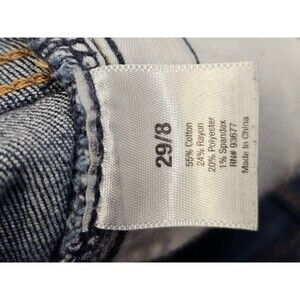 29/8
55% Cotton
24% Rayon
20% Polyester
1% Spandex
RN# 93677
Made In China